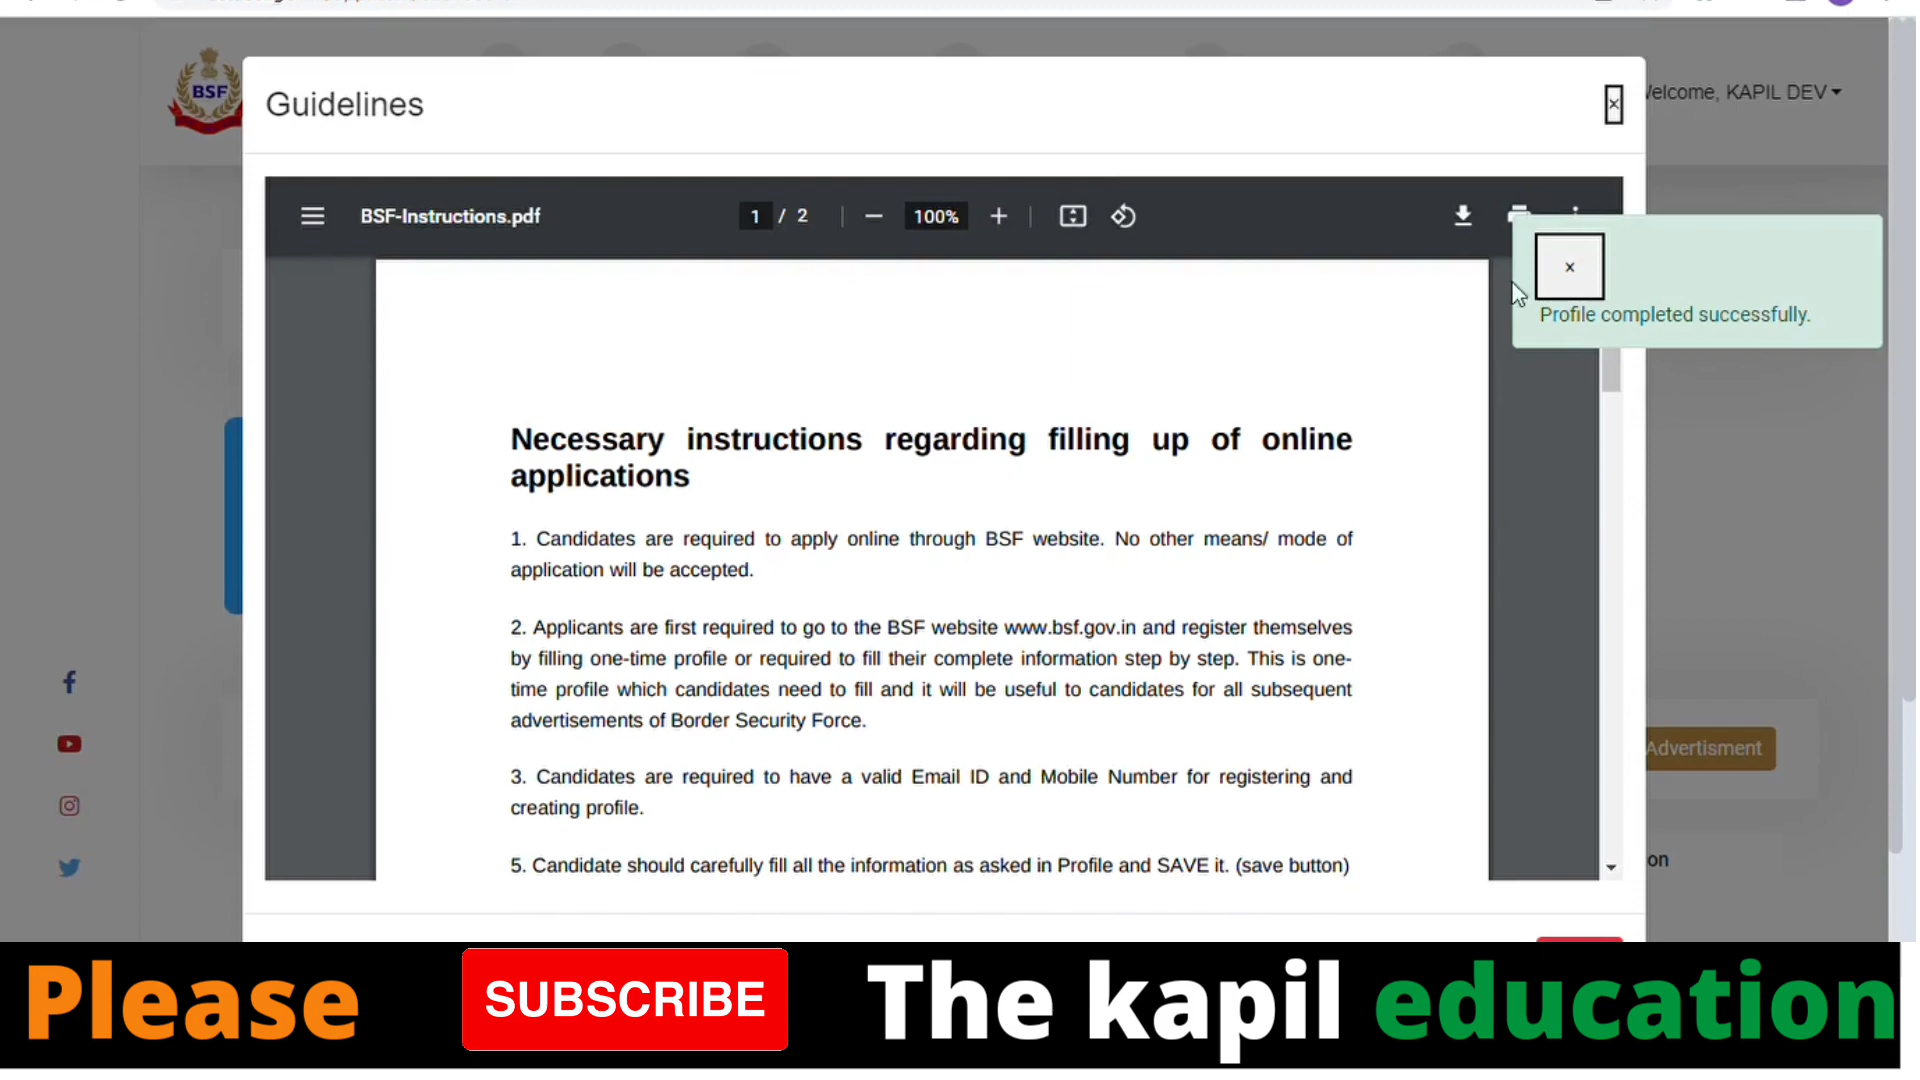 BSF
Guidelines
×
Welcome, KAPIL DEV
BSF-Instructions.pdf
1 / 2
100%
×
Profile completed successfully.
Necessary instructions regarding filling up of online
applications
1. Candidates are required to apply online through BSF website. No other means/ mode of
application will be accepted.
2. Applicants are first required to go to the BSF website www.bsf.gov.in and register themselves
by filling one-time profile or required to fill their complete information step by step. This is one-
time profile which candidates need to fill and it will be useful to candidates for all subsequent
advertisements of Border Security Force.
3. Candidates are required to have a valid Email ID and Mobile Number for registering and
creating profile.
5. Candidate should carefully fill all the information as asked in Profile and SAVE it. (save button)
Advertisment
on
Please SUBSCRIBE The kapil education